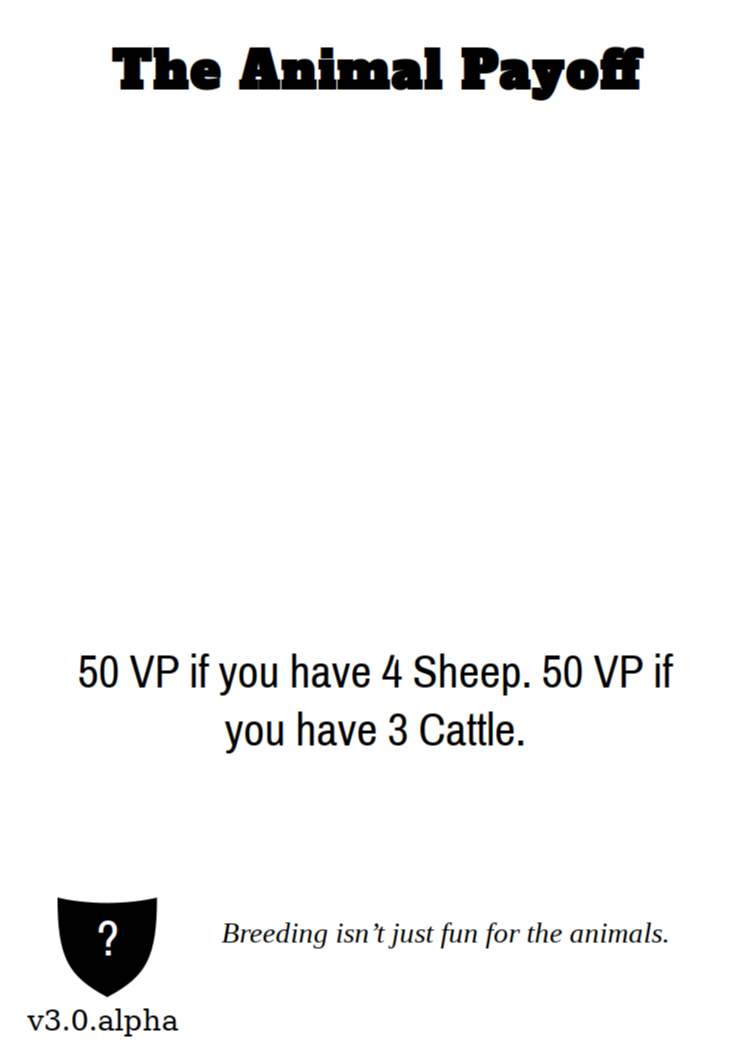 The Animal Payoff
50 VP if you have 4 Sheep. 50 VP if
you have 3 Cattle.
?
Breeding isn’t just fun for the animals.
v3.0.alpha